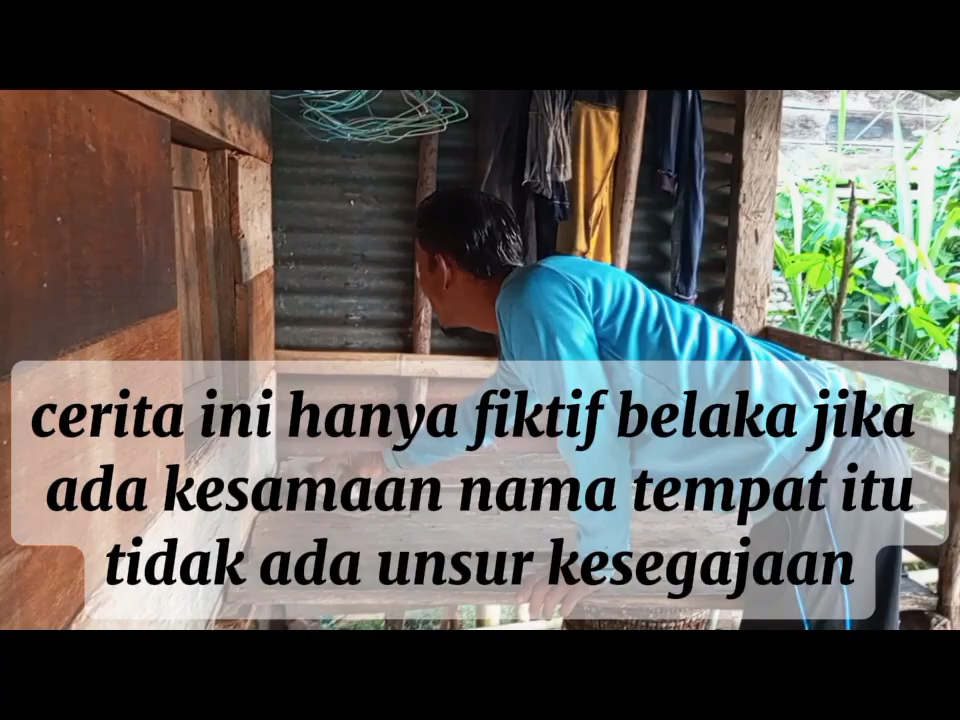 cerita ini hanya fiktif belaka jika
ada kesamaan nama tempat itu
tidak ada unsur kesegajaan